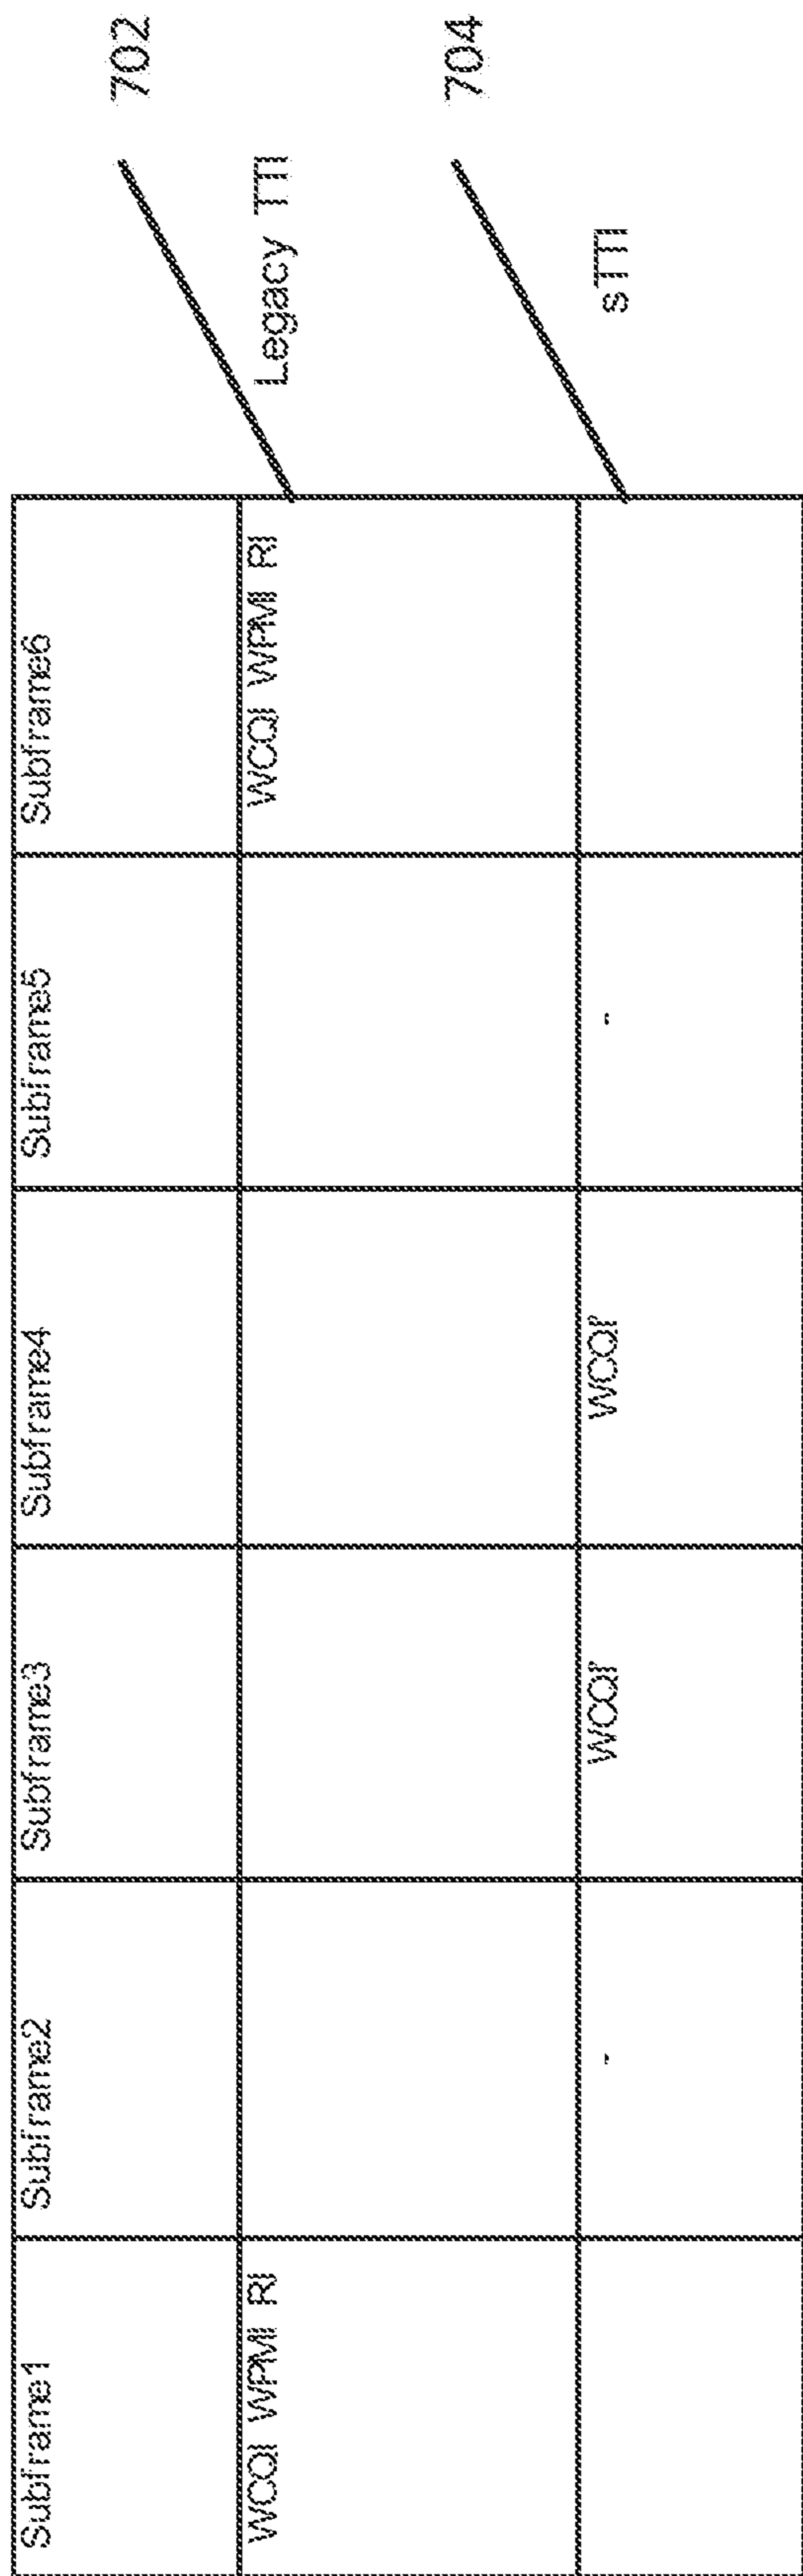 Subframe1 Subframe2 Subframe3 Subframe4 Subframe5 Subframe6
702
WCQI WPMI RI WCQI WPMI RI
Legacy TTI
704
- WCQI' WCQI' -
sTTI